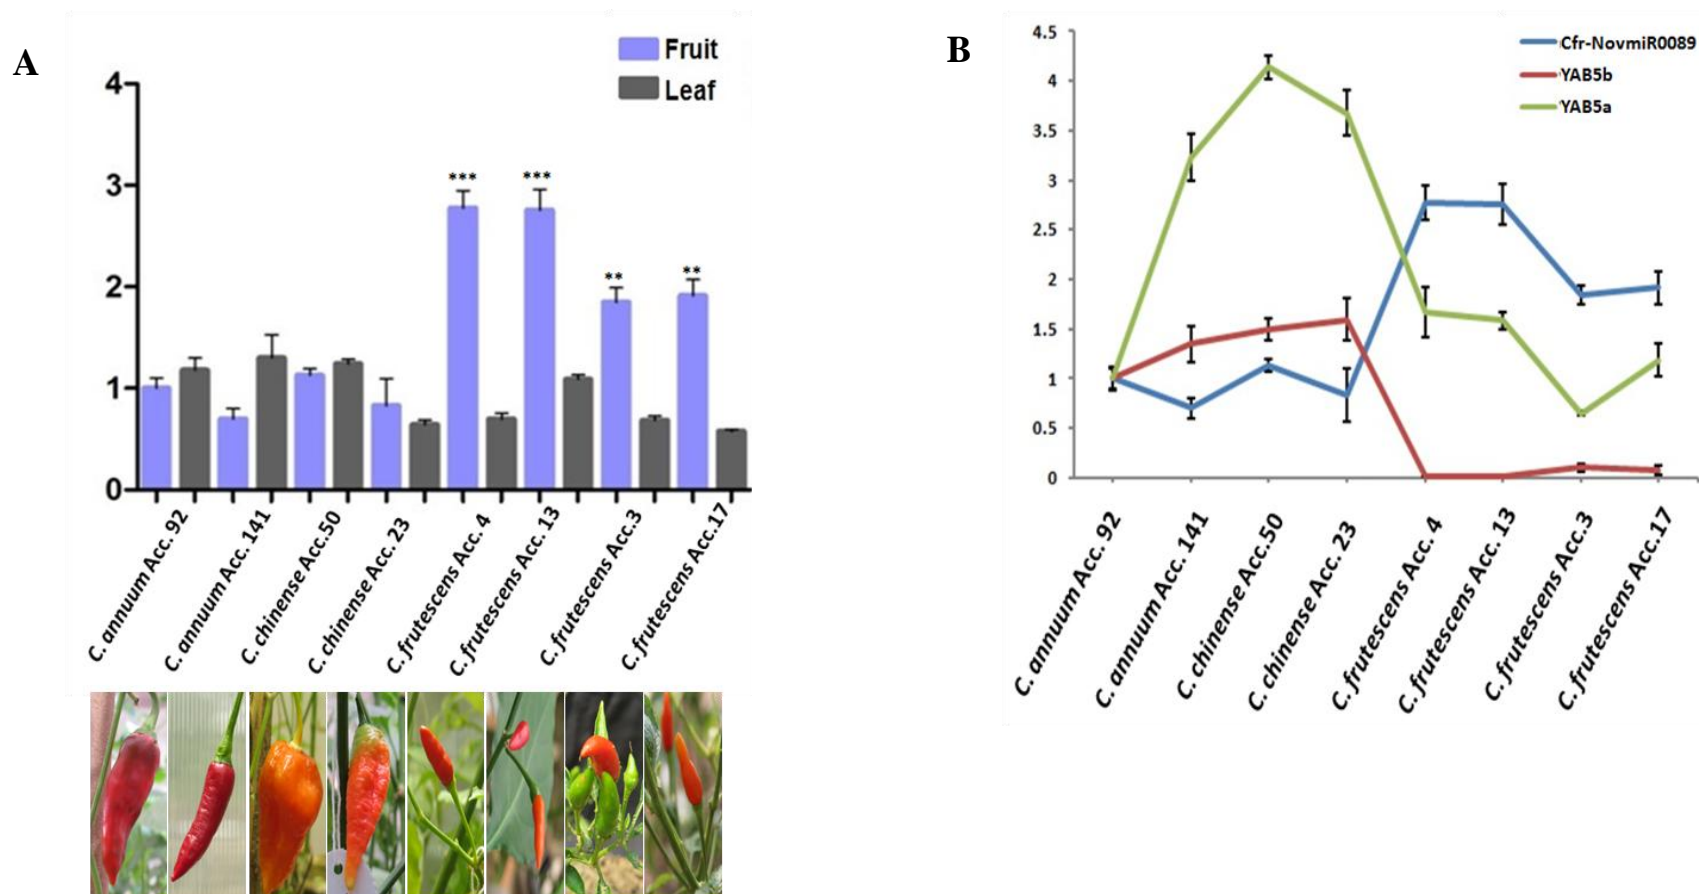 A
Fruit
Leaf
4
3
2
1
0
***
***
**
**
C. annuum Acc. 92
C. annuum Acc. 141
C. chinense Acc.50
C. chinense Acc. 23
C. frutescens Acc. 4
C. frutescens Acc. 13
C. frutescens Acc.3
C. frutescens Acc.17
B
Cfr-NovmiR0089
YAB5b
YAB5a
4.5
4
3.5
3
2.5
2
1.5
1
0.5
0
C. annuum Acc. 92
C. annuum Acc. 141
C. chinense Acc.50
C. chinense Acc. 23
C. frutescens Acc. 4
C. frutescens Acc. 13
C. frutescens Acc.3
C. frutescens Acc.17